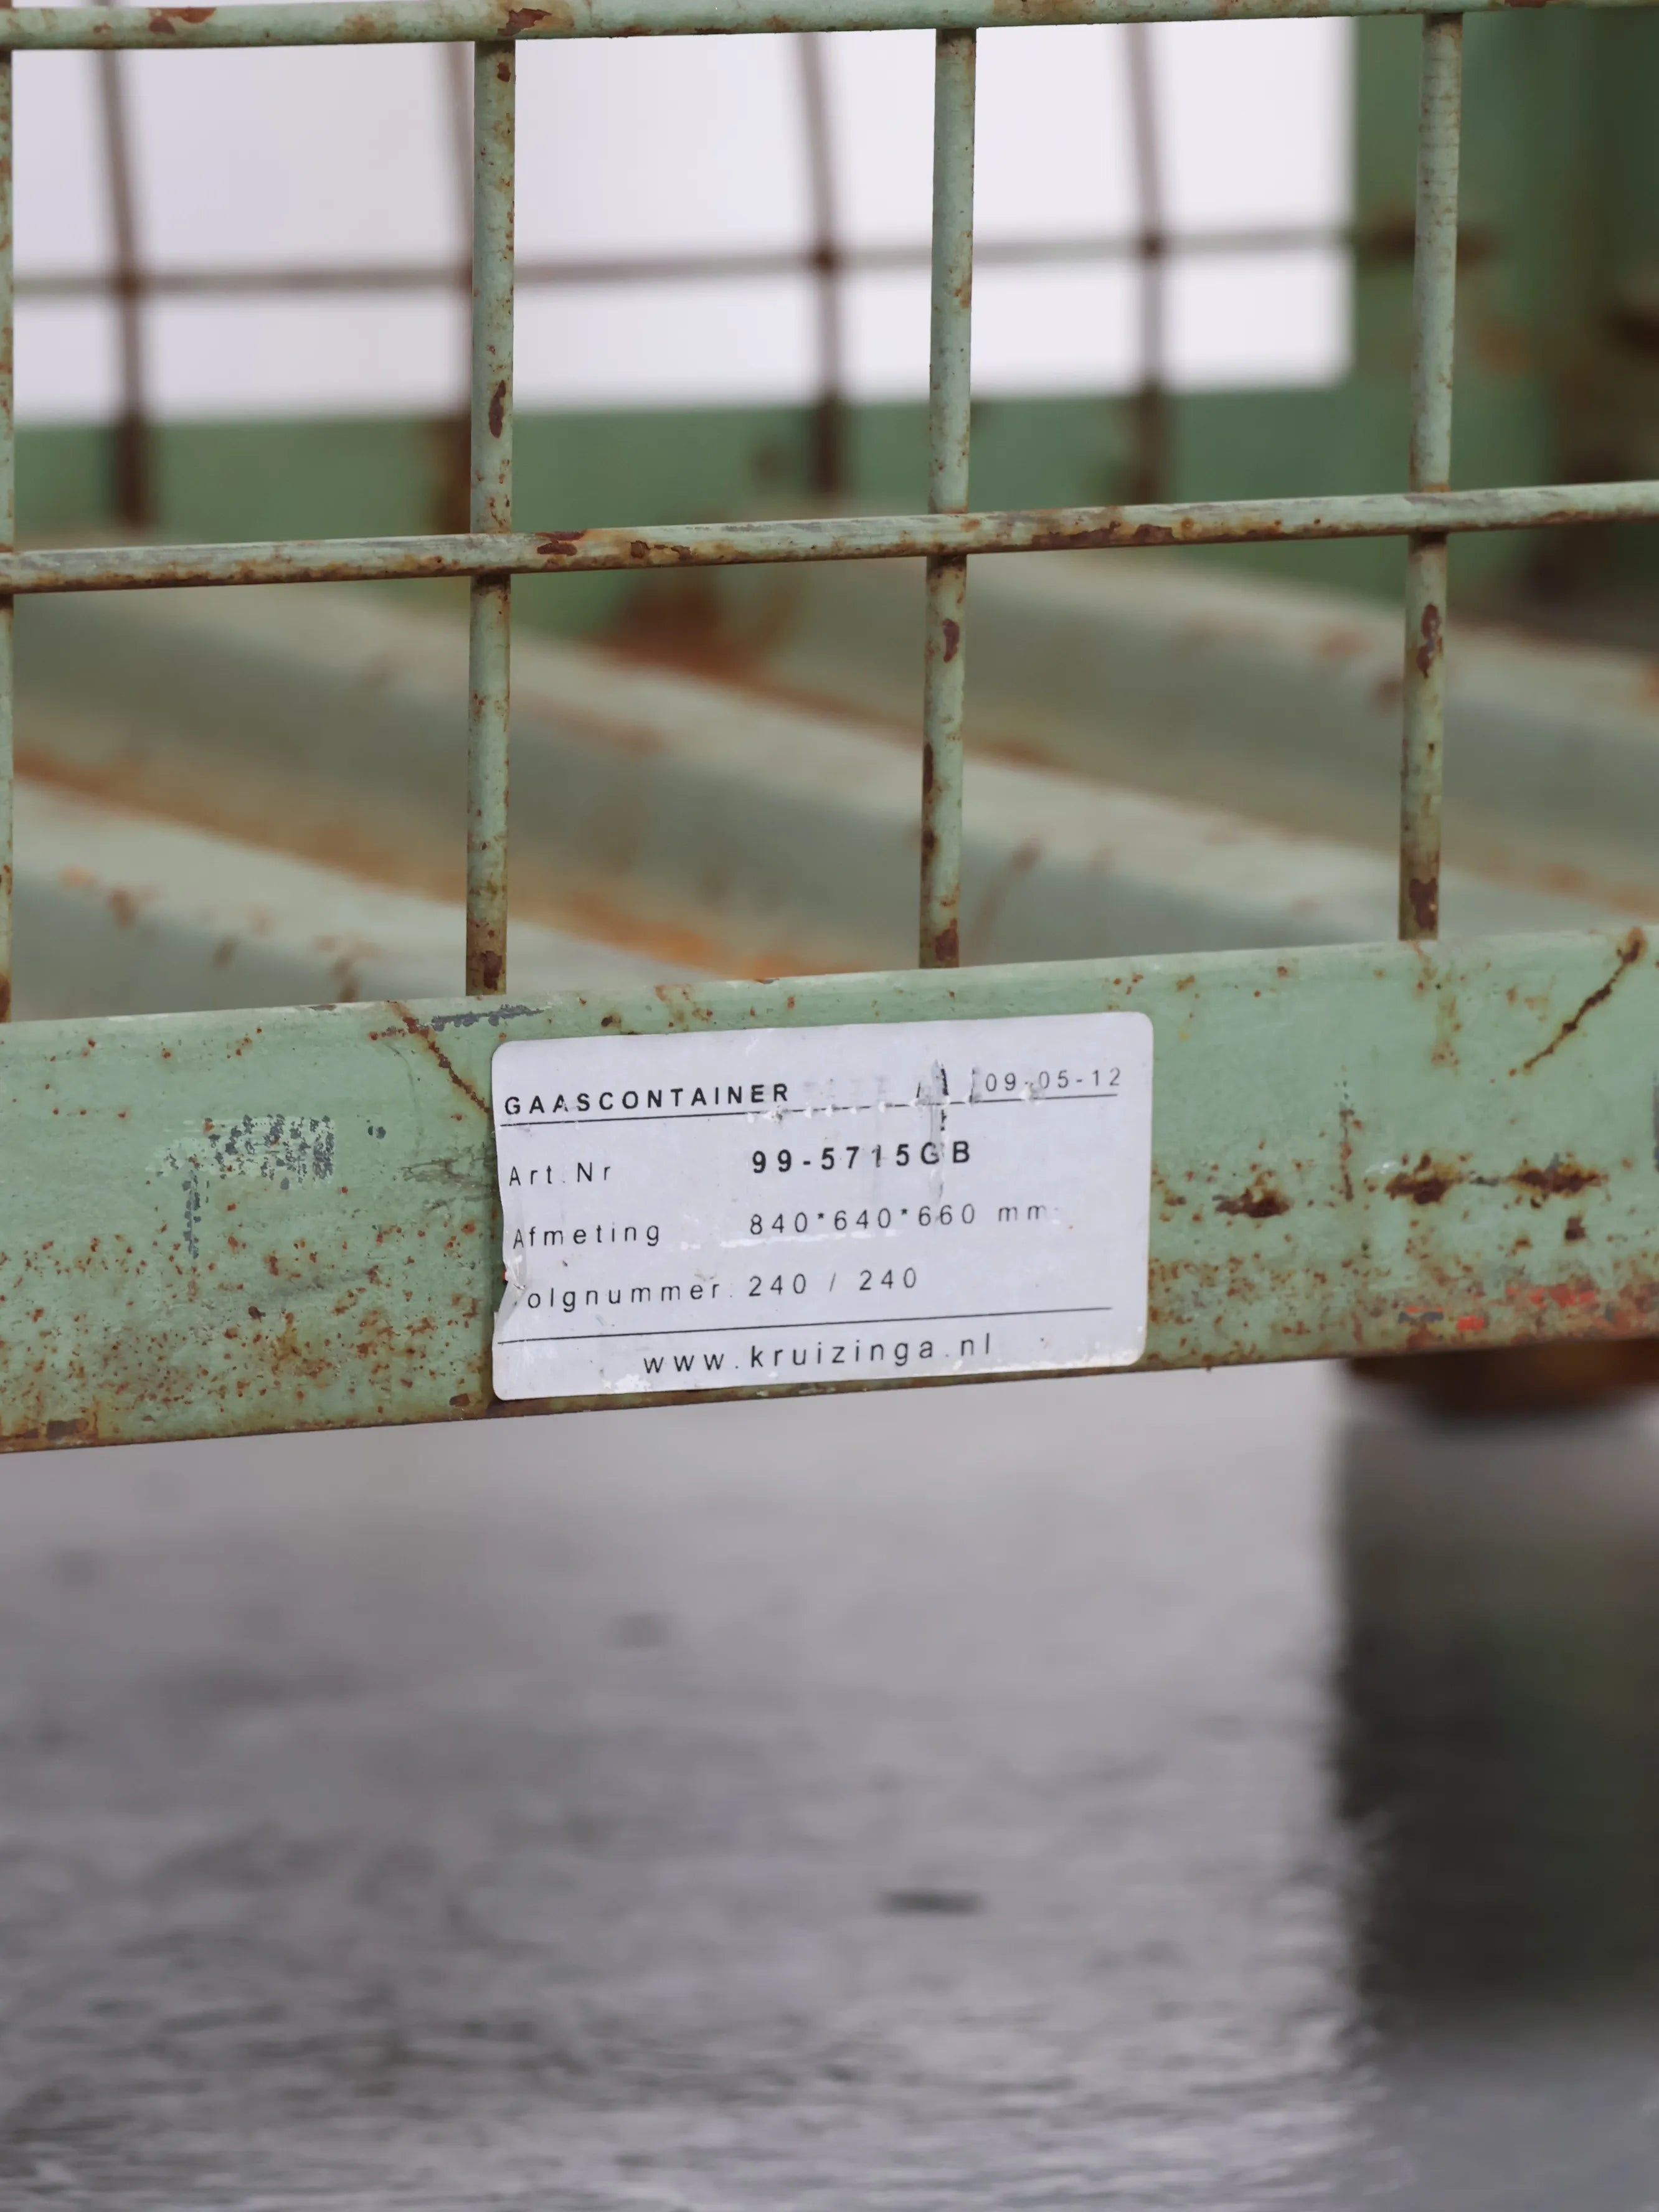 GAASCONTAINER 09-05-12
Art.Nr 99-5715GB
Afmeting 840*640*660 mm
olgnummer. 240 / 240
www.kruizinga.nl